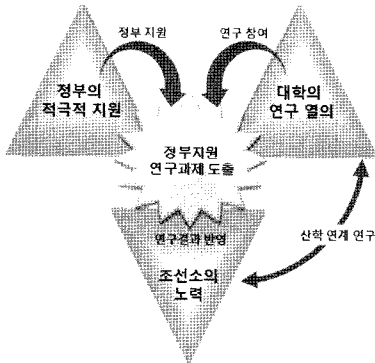 정부 지원
연구 참여
정부의
적극적 지원
대학의
연구 열의
정부지원
연구과제 도출
연구결과 반영
산학 연계 연구
조선소의
노력